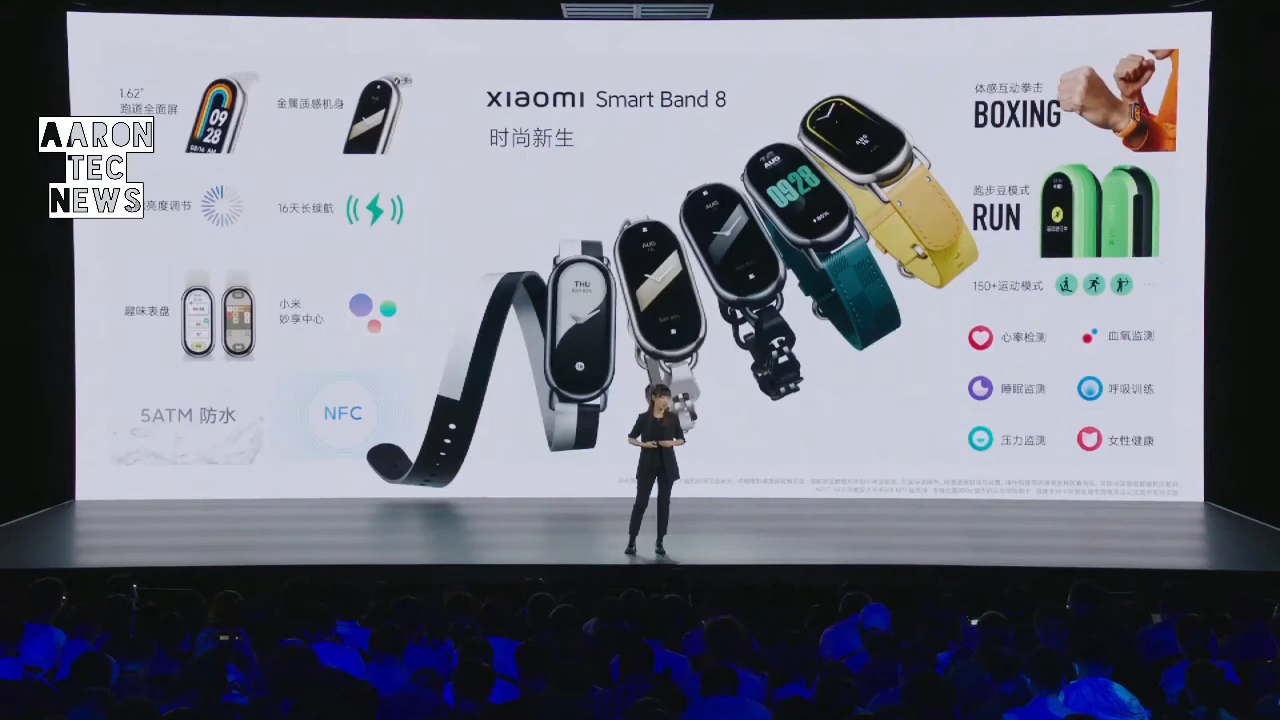 1.62"
跑道全面屏
金属质感机身
AARON
TEC
NEWS
亮度调节
16天长续航
趣味表盘
小米
妙享中心
5ATM 防水
NFC
xıaomı Smart Band 8
时尚新生
THU
AUG
AUG
AUG
09
28
0928
体感互动拳击
BOXING
跑步豆模式
RUN
150+运动模式
心率检测
血氧监测
睡眠监测
呼吸训练
压力监测
女性健康